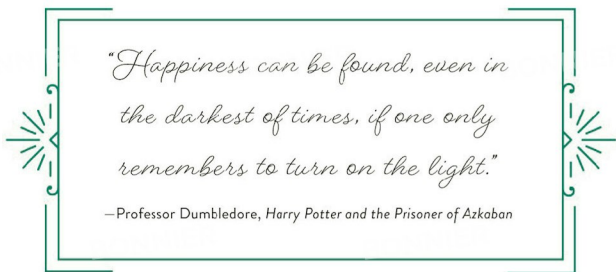 “Happiness can be found, even in
the darkest of times, if one only
remembers to turn on the light.”
—Professor Dumbledore, Harry Potter and the Prisoner of Azkaban